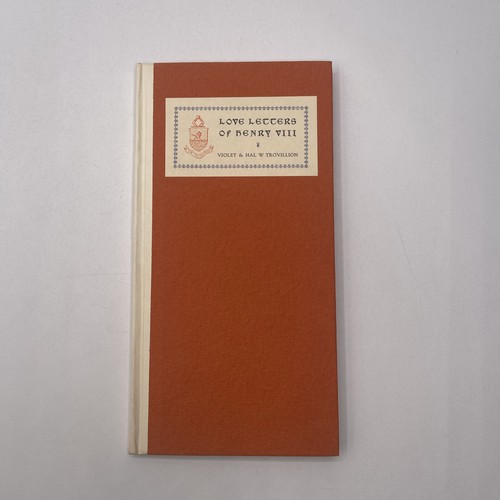 LOVE LETTERS
OF HENRY VIII
VIOLET & HAL W TROVILLION